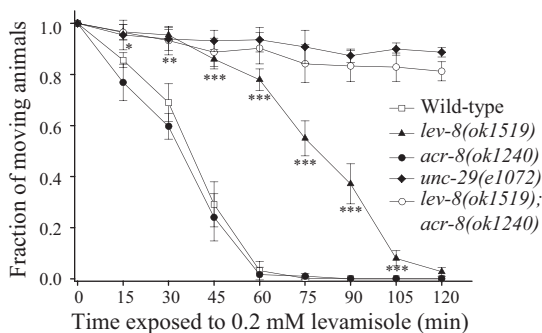 Fraction of moving animals
1.0
0.8
0.6
0.4
0.2
0.0
*
**
***
***
***
***
***
Wild-type
lev-8(ok1519)
acr-8(ok1240)
unc-29(e1072)
lev-8(ok1519);
acr-8(ok1240)
0 15 30 45 60 75 90 105 120
Time exposed to 0.2 mM levamisole (min)